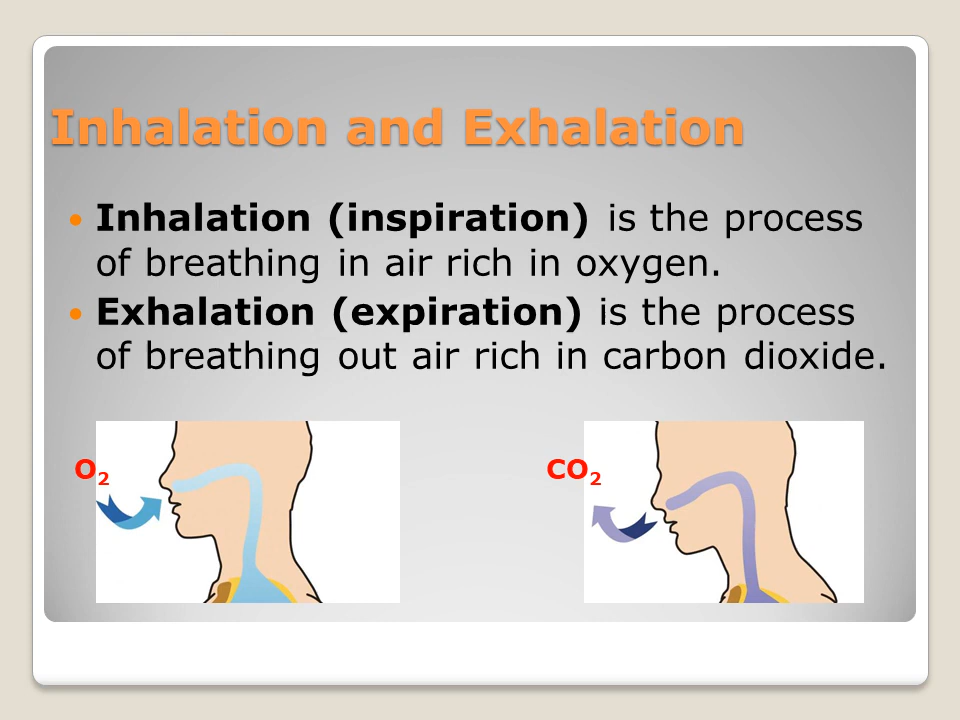 Inhalation and Exhalation
• Inhalation (inspiration) is the process
of breathing in air rich in oxygen.
• Exhalation (expiration) is the process
of breathing out air rich in carbon dioxide.
O₂
CO₂